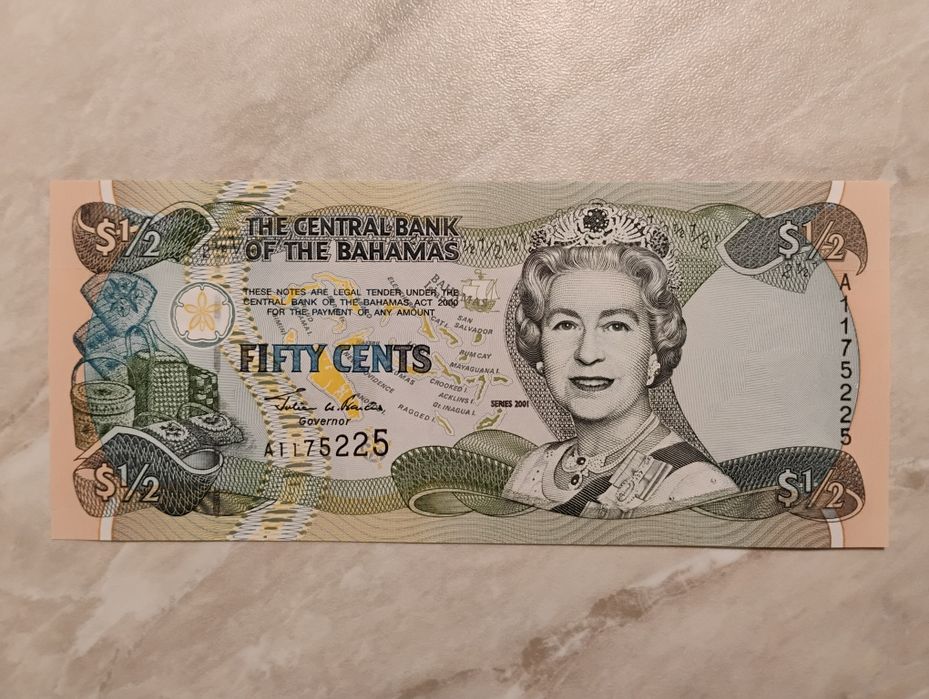 $1/2
THE CENTRAL BANK
OF THE BAHAMAS
$1/2
THESE NOTES ARE LEGAL TENDER UNDER THE
CENTRAL BANK OF THE BAHAMAS ACT 2000
FOR THE PAYMENT OF ANY AMOUNT
FIFTY CENTS
BAHAMAS
CAT I.
SAN
SALVADOR
RUM CAY
MAYAGUANA I.
CROOKED I.
ACKLINS I.
Gt. INAGUA I.
RAGGED I.
SERIES 2001
Governor
A1175225
A1175225
$1/2
$1/2